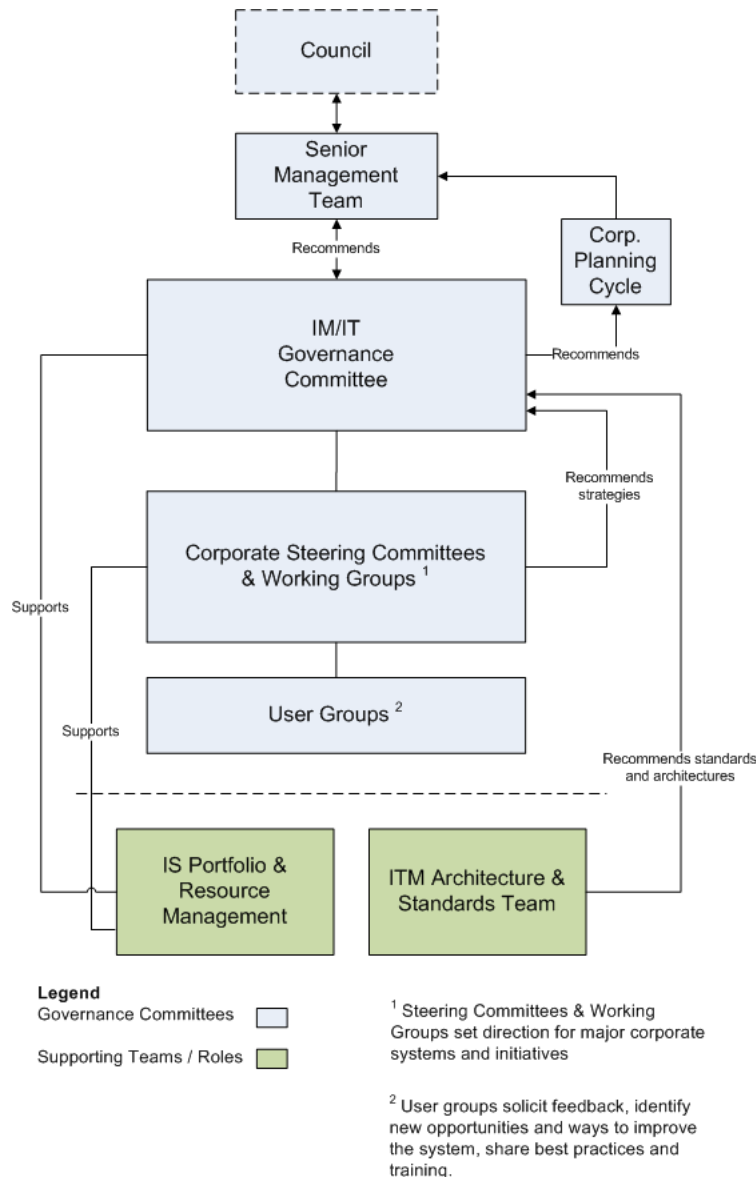 Council
Senior
Management
Team
Recommends
Corp.
Planning
Cycle
IM/IT
Governance
Committee
Recommends
Recommends
strategies
Corporate Steering Committees
& Working Groups 1
Supports
User Groups 2
Supports
Recommends standards
and architectures
IS Portfolio &
Resource
Management
ITM Architecture &
Standards Team
Legend
Governance Committees
Supporting Teams / Roles
1 Steering Committees & Working
Groups set direction for major corporate
systems and initiatives
2 User groups solicit feedback, identify
new opportunities and ways to improve
the system, share best practices and
training.